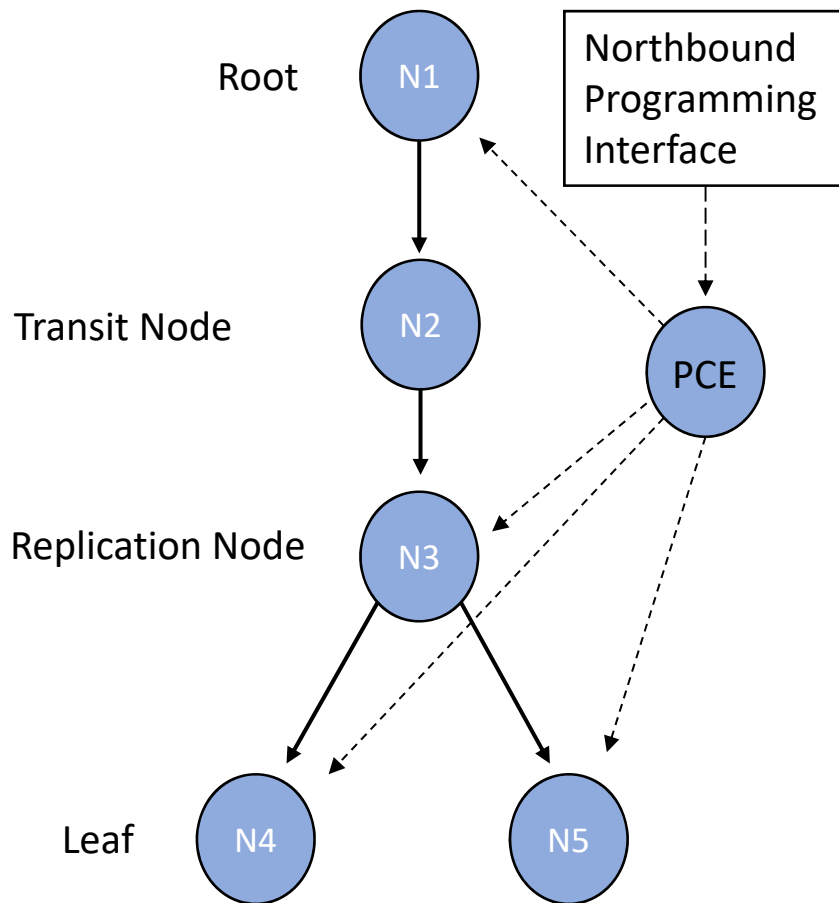 Root
N1
Northbound
Programming
Interface
Transit Node
N2
PCE
Replication Node
N3
Leaf
N4
N5